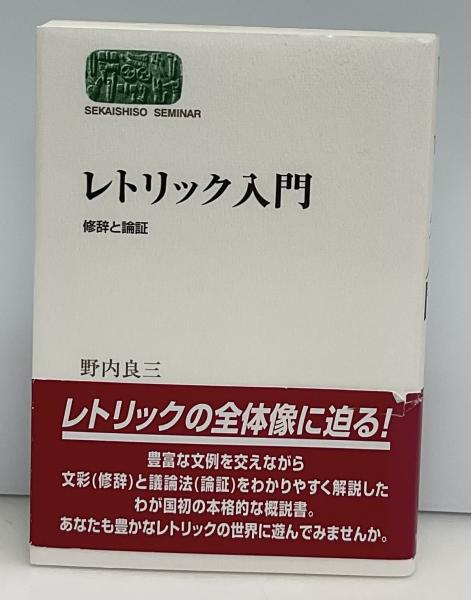 SEKAISHISO SEMINAR
レトリック入門
修辞と論証
野内良三
レトリックの全体像に迫る!
豊富な文例を交えながら
文彩(修辞)と議論法(論証)をわかりやすく解説した
わが国初の本格的な概説書。
あなたも豊かなレトリックの世界に遊んでみませんか。